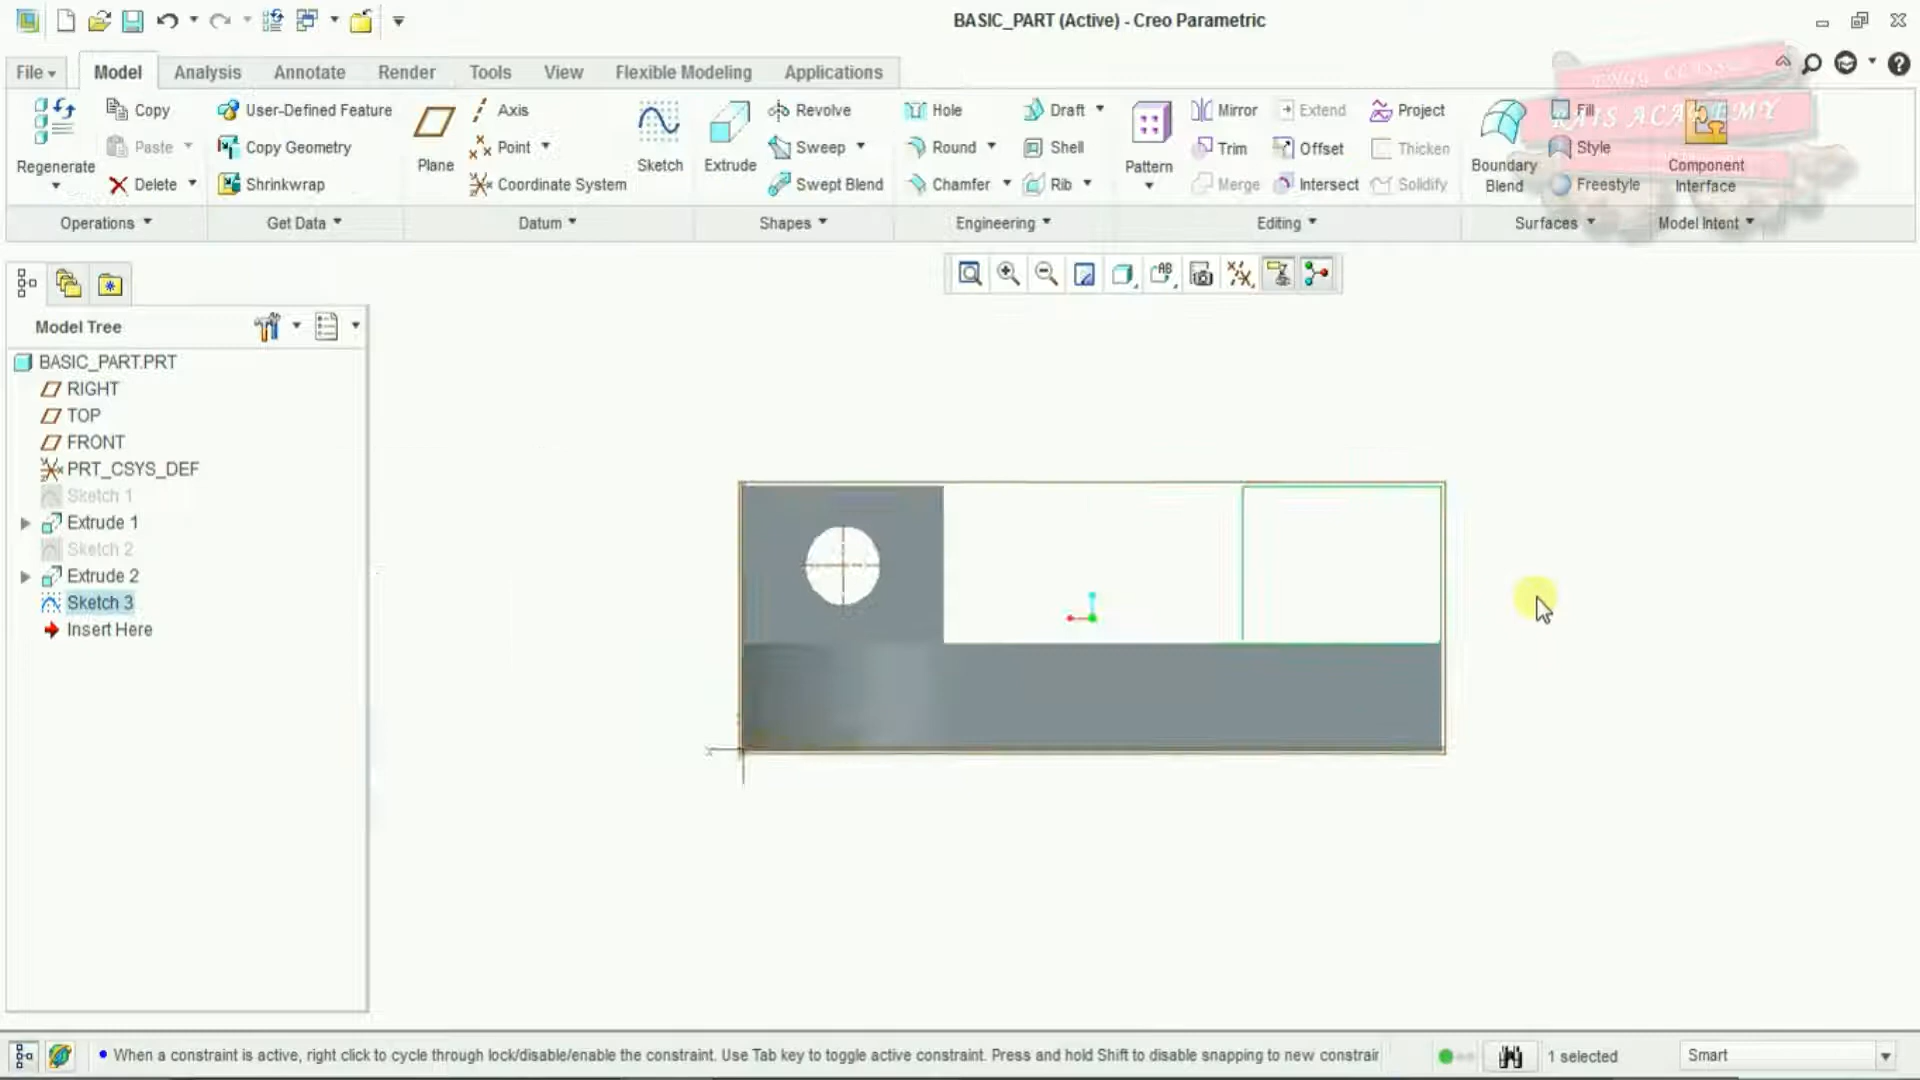 BASIC_PART (Active) - Creo Parametric
File
Model
Analysis
Annotate
Render
Tools
View
Flexible Modeling
Applications
Regenerate
Copy
Paste
Delete
User-Defined Feature
Copy Geometry
Shrinkwrap
Plane
Axis
Point
Coordinate System
Sketch
Extrude
Revolve
Sweep
Swept Blend
Hole
Round
Chamfer
Draft
Shell
Rib
Pattern
Mirror
Trim
Merge
Extend
Offset
Intersect
Project
Thicken
Solidify
Boundary
Blend
Fill
Style
Freestyle
Component
Interface
Operations
Get Data
Datum
Shapes
Engineering
Editing
Surfaces
Model Intent
Model Tree
BASIC_PART.PRT
RIGHT
TOP
FRONT
PRT_CSYS_DEF
Sketch 1
Extrude 1
Sketch 2
Extrude 2
Sketch 3
Insert Here
When a constraint is active, right click to cycle through lock/disable/enable the constraint. Use Tab key to toggle active constraint. Press and hold Shift to disable snapping to new constrair
1 selected
Smart